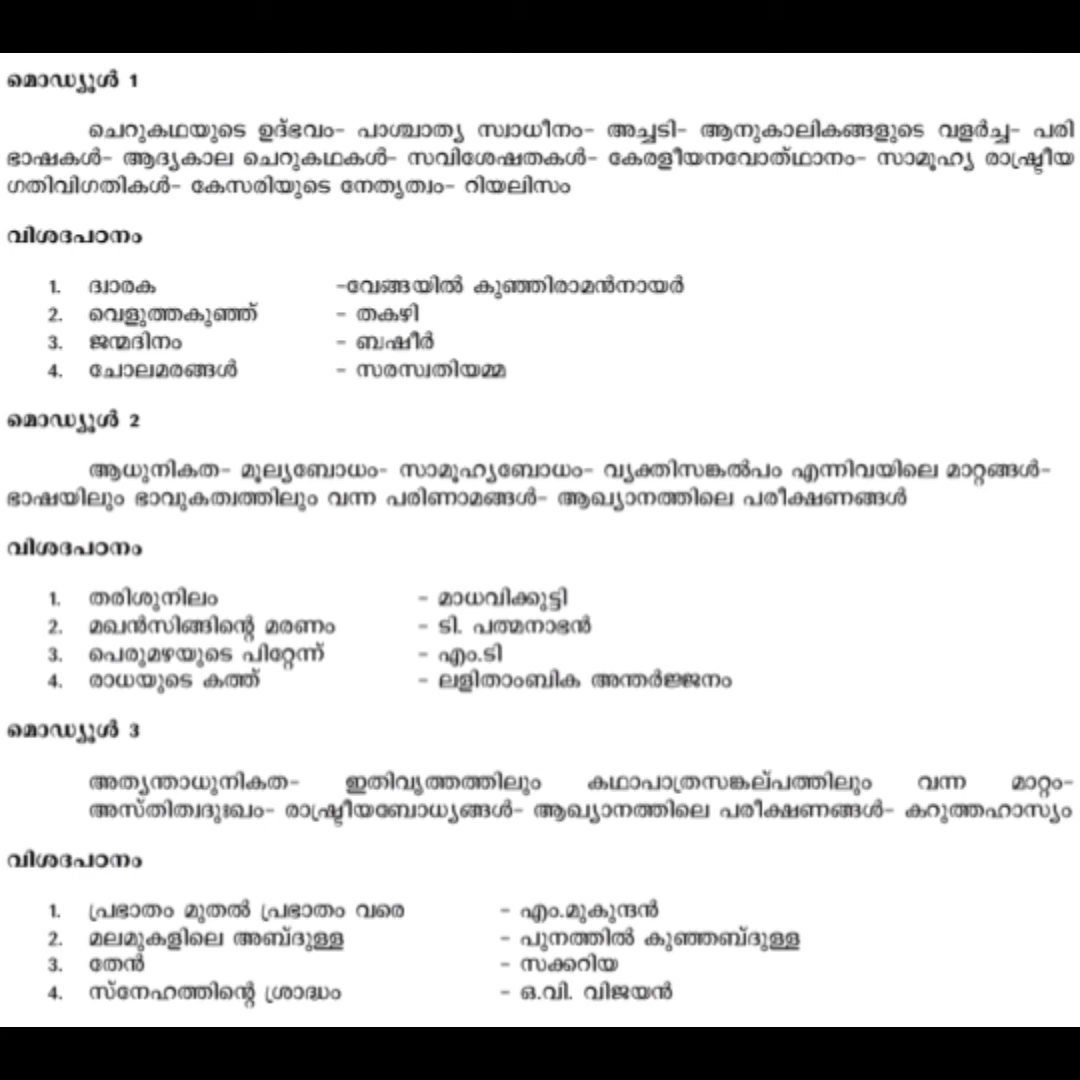 മൊഡ്യൂൾ 1
ചെറുകഥയുടെ ഉദ്ഭവം- പാശ്ചാത്യ സ്വാധീനം- അച്ചടി- ആനുകാലികങ്ങളുടെ വളർച്ച- പരി
ഭാഷകൾ- ആദ്യകാല ചെറുകഥകൾ- സവിശേഷതകൾ- കേരളീയനവോത്ഥാനം- സാമൂഹ്യ രാഷ്ട്രീയ
ഗതിവിഗതികൾ- കേസരിയുടെ നേതൃത്വം- റിയലിസം
വിശദപഠനം
1. ദ്വാരക -വേങ്ങയിൽ കുഞ്ഞിരാമൻനായർ
2. വെളുത്തകുഞ്ഞ് - തകഴി
3. ജന്മദിനം - ബഷീർ
4. ചോലമരങ്ങൾ - സരസ്വതിയമ്മ
മൊഡ്യൂൾ 2
ആധുനികത- മൂല്യബോധം- സാമൂഹ്യബോധം- വ്യക്തിസങ്കൽപം എന്നിവയിലെ മാറ്റങ്ങൾ-
ഭാഷയിലും ഭാവുകത്വത്തിലും വന്ന പരിണാമങ്ങൾ- ആഖ്യാനത്തിലെ പരീക്ഷണങ്ങൾ
വിശദപഠനം
1. തരിശുനിലം - മാധവിക്കുട്ടി
2. മഖൻസിങ്ങിന്റെ മരണം - ടി. പത്മനാഭൻ
3. പെരുമഴയുടെ പിറ്റേന്ന് - എം.ടി
4. രാധയുടെ കത്ത് - ലളിതാംബിക അന്തർജ്ജനം
മൊഡ്യൂൾ 3
അത്യന്താധുനികത- ഇതിവൃത്തത്തിലും കഥാപാത്രസങ്കല്പത്തിലും വന്ന മാറ്റം-
അസ്തിത്വദുഃഖം- രാഷ്ട്രീയബോധ്യങ്ങൾ- ആഖ്യാനത്തിലെ പരീക്ഷണങ്ങൾ- കറുത്തഹാസ്യം
വിശദപഠനം
1. പ്രഭാതം മുതൽ പ്രഭാതം വരെ - എം.മുകുന്ദൻ
2. മലമുകളിലെ അബ്ദുള്ള - പുനത്തിൽ കുഞ്ഞബ്ദുള്ള
3. തേൻ - സക്കറിയ
4. സ്നേഹത്തിന്റെ ശ്രാദ്ധം - ഒ.വി. വിജയൻ